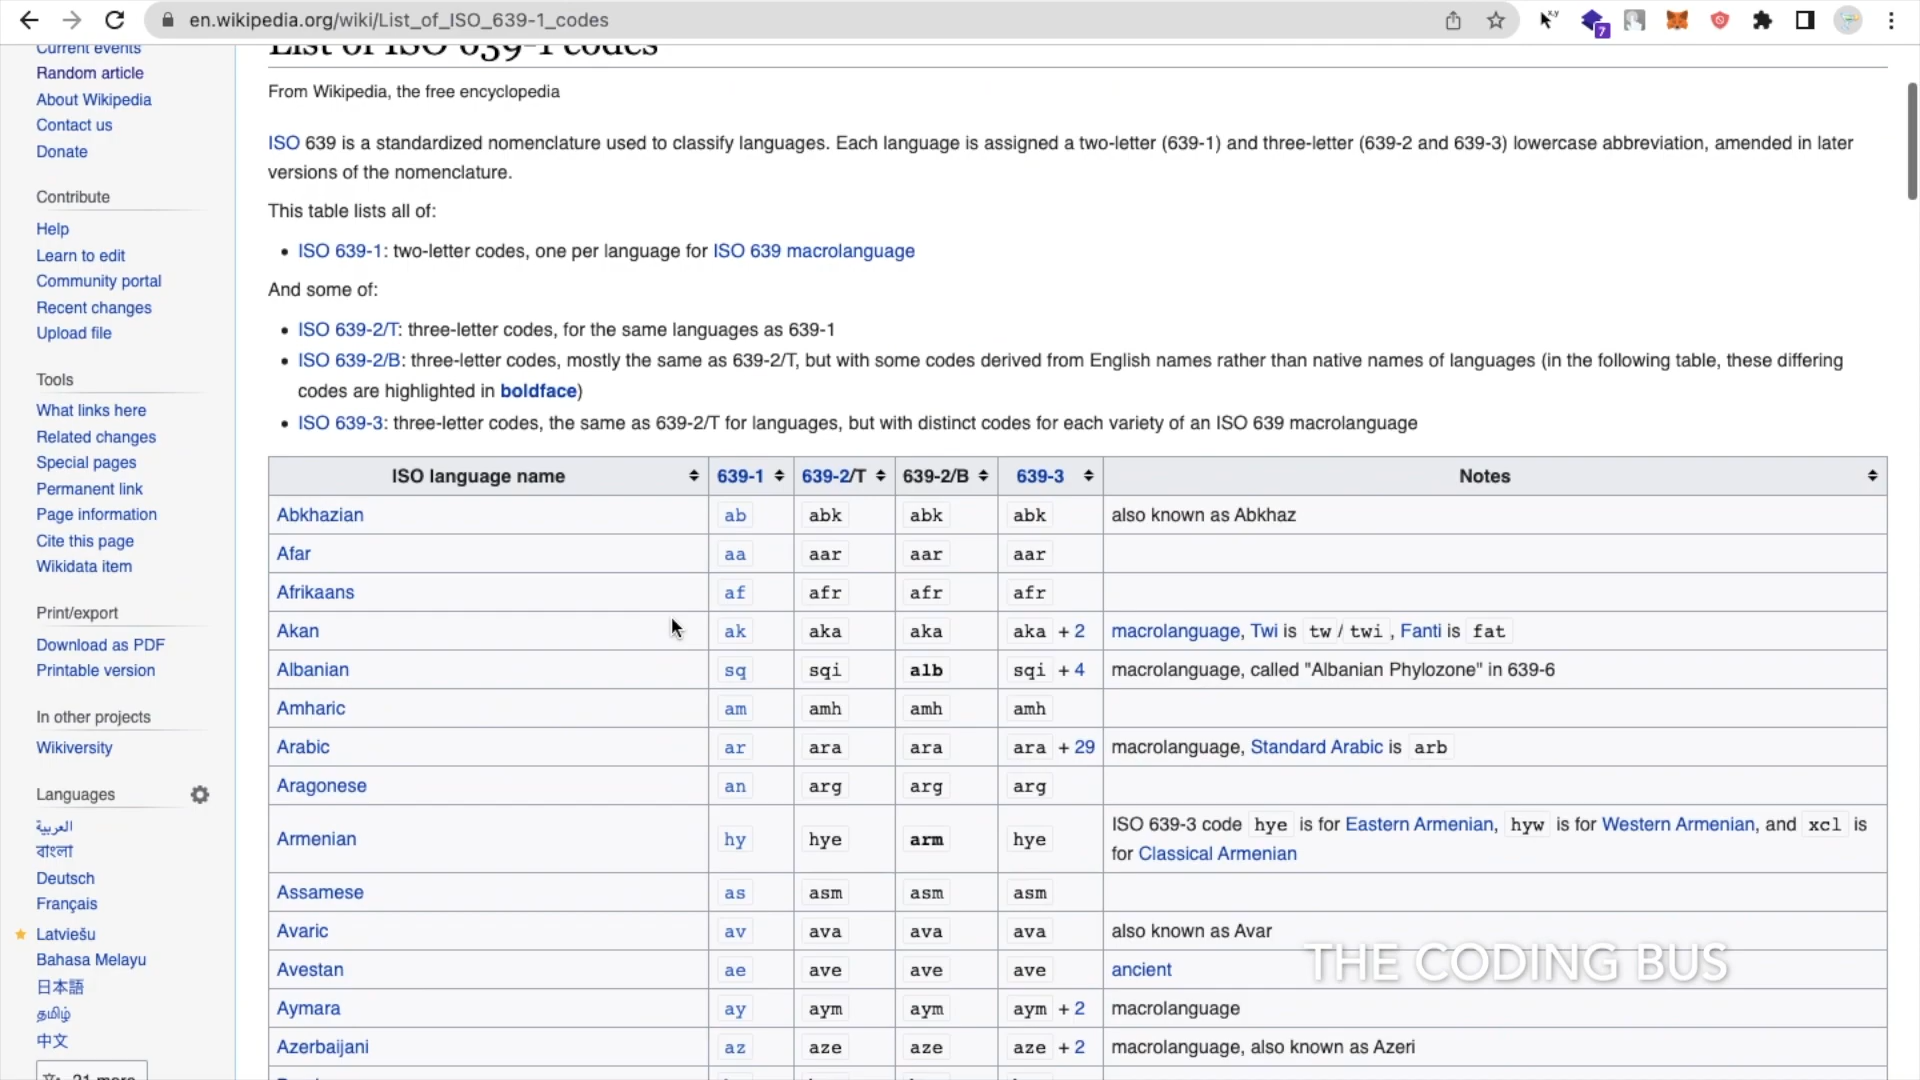 en.wikipedia.org/wiki/List_of_ISO_639-1_codes
7
Current events
Random article
About Wikipedia
Contact us
Donate
Contribute
Help
Learn to edit
Community portal
Recent changes
Upload file
Tools
What links here
Related changes
Special pages
Permanent link
Page information
Cite this page
Wikidata item
Print/export
Download as PDF
Printable version
In other projects
Wikiversity
Languages
العربية
বাংলা
Deutsch
Français
Latviešu
Bahasa Melayu
日本語
தமிழ்
中文
21 more
List of ISO 639-1 codes
From Wikipedia, the free encyclopedia
ISO 639 is a standardized nomenclature used to classify languages. Each language is assigned a two-letter (639-1) and three-letter (639-2 and 639-3) lowercase abbreviation, amended in later
versions of the nomenclature.
This table lists all of:
• ISO 639-1: two-letter codes, one per language for ISO 639 macrolanguage
And some of:
• ISO 639-2/T: three-letter codes, for the same languages as 639-1
• ISO 639-2/B: three-letter codes, mostly the same as 639-2/T, but with some codes derived from English names rather than native names of languages (in the following table, these differing
codes are highlighted in boldface)
• ISO 639-3: three-letter codes, the same as 639-2/T for languages, but with distinct codes for each variety of an ISO 639 macrolanguage
ISO language name 639-1 639-2/T 639-2/B 639-3 Notes
Abkhazian ab abk abk abk also known as Abkhaz
Afar aa aar aar aar
Afrikaans af afr afr afr
Akan ak aka aka aka + 2 macrolanguage, Twi is tw / twi , Fanti is fat
Albanian sq sqi alb sqi + 4 macrolanguage, called "Albanian Phylozone" in 639-6
Amharic am amh amh amh
Arabic ar ara ara ara + 29 macrolanguage, Standard Arabic is arb
Aragonese an arg arg arg
Armenian hy hye arm hye ISO 639-3 code hye is for Eastern Armenian, hyw is for Western Armenian, and xcl is
for Classical Armenian
Assamese as asm asm asm
Avaric av ava ava ava also known as Avar
Avestan ae ave ave ave ancient
Aymara ay aym aym aym + 2 macrolanguage
Azerbaijani az aze aze aze + 2 macrolanguage, also known as Azeri
THE CODING BUS